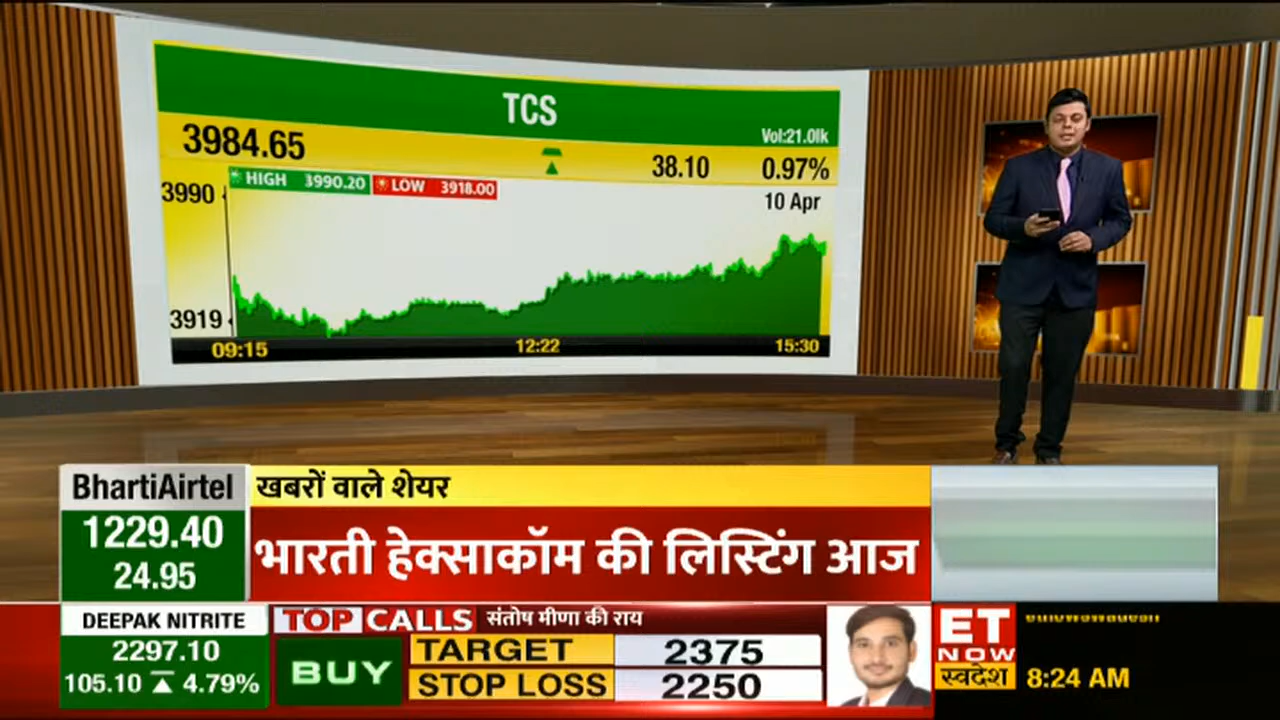 TCS
Vol:21.0lk
3984.65
38.10 0.97%
HIGH 3990.20 LOW 3918.00
10 Apr
3990
3919
09:15 12:22 15:30
BhartiAirtel
1229.40
24.95
खबरों वाले शेयर
भारती हेक्साकॉम की लिस्टिंग आज
DEEPAK NITRITE
2297.10
105.10 4.79%
TOP CALLS संतोष मीणा की राय
BUY
TARGET 2375
STOP LOSS 2250
ET
NOW
स्वदेश
8:24 AM